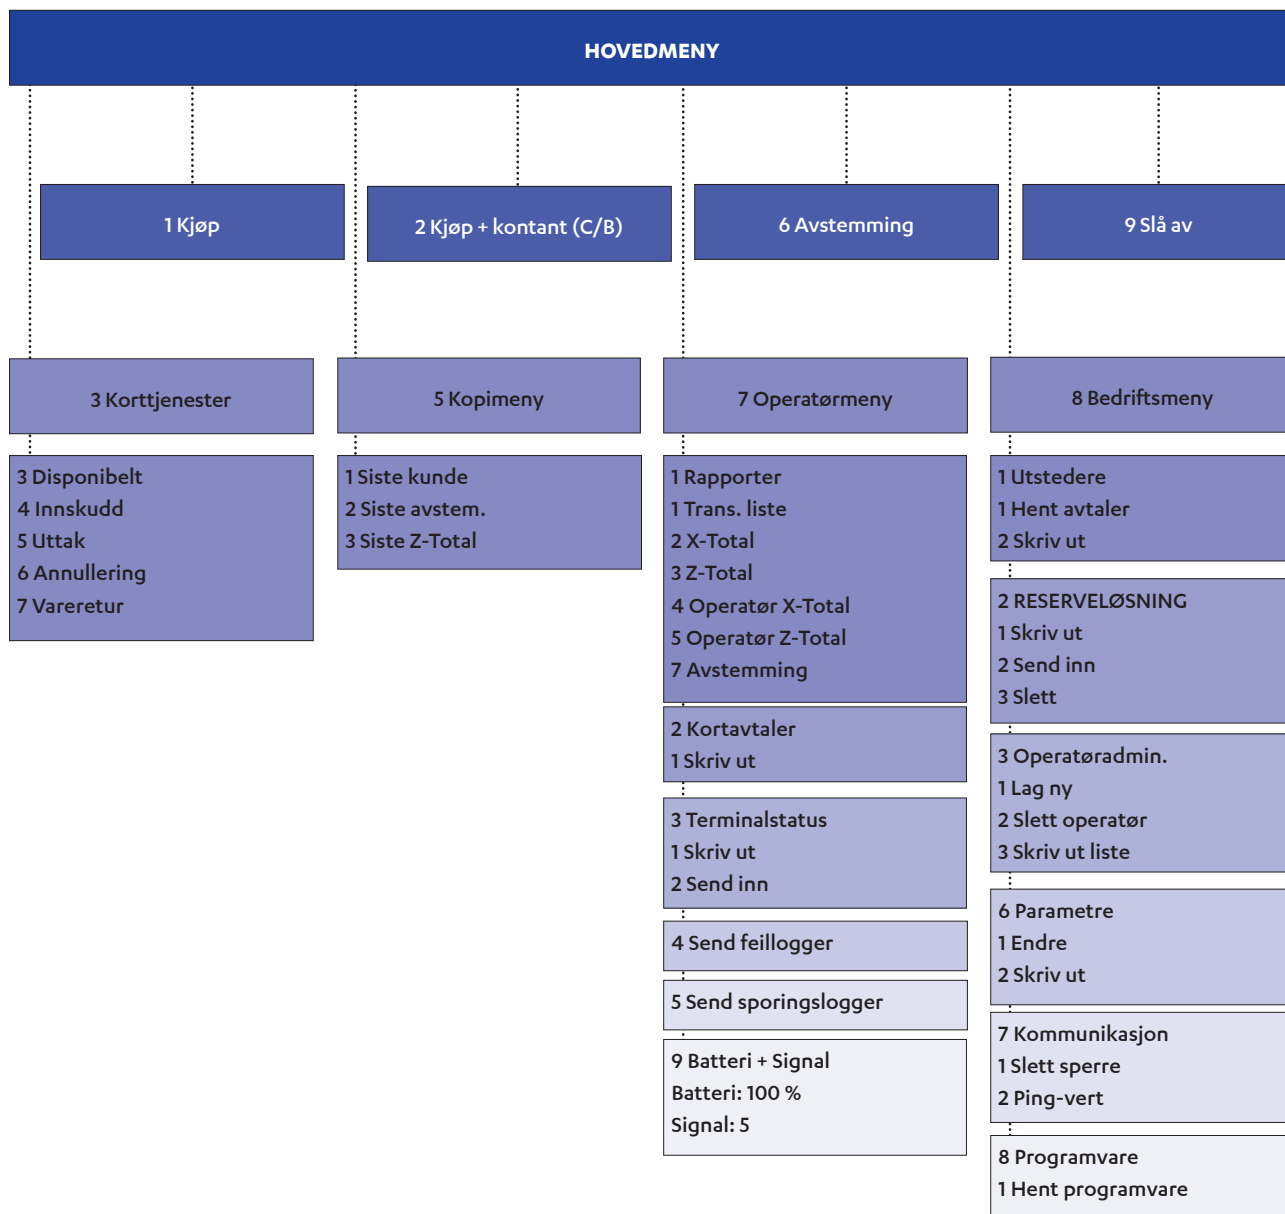 HOVEDMENY
1 Kjøp
2 Kjøp + kontant (C/B)
6 Avstemming
9 Slå av
3 Korttjenester
3 Disponibelt
4 Innskudd
5 Uttak
6 Annullering
7 Vareretur
5 Kopimeny
1 Siste kunde
2 Siste avstem.
3 Siste Z-Total
7 Operatørmeny
1 Rapporter
1 Trans. liste
2 X-Total
3 Z-Total
4 Operatør X-Total
5 Operatør Z-Total
7 Avstemming
2 Kortavtaler
1 Skriv ut
3 Terminalstatus
1 Skriv ut
2 Send inn
4 Send feillogger
5 Send sporingslogger
9 Batteri + Signal
Batteri: 100 %
Signal: 5
8 Bedriftsmeny
1 Utstedere
1 Hent avtaler
2 Skriv ut
2 RESERVELØSNING
1 Skriv ut
2 Send inn
3 Slett
3 Operatøradmin.
1 Lag ny
2 Slett operatør
3 Skriv ut liste
6 Parametre
1 Endre
2 Skriv ut
7 Kommunikasjon
1 Slett sperre
2 Ping-vert
8 Programvare
1 Hent programvare